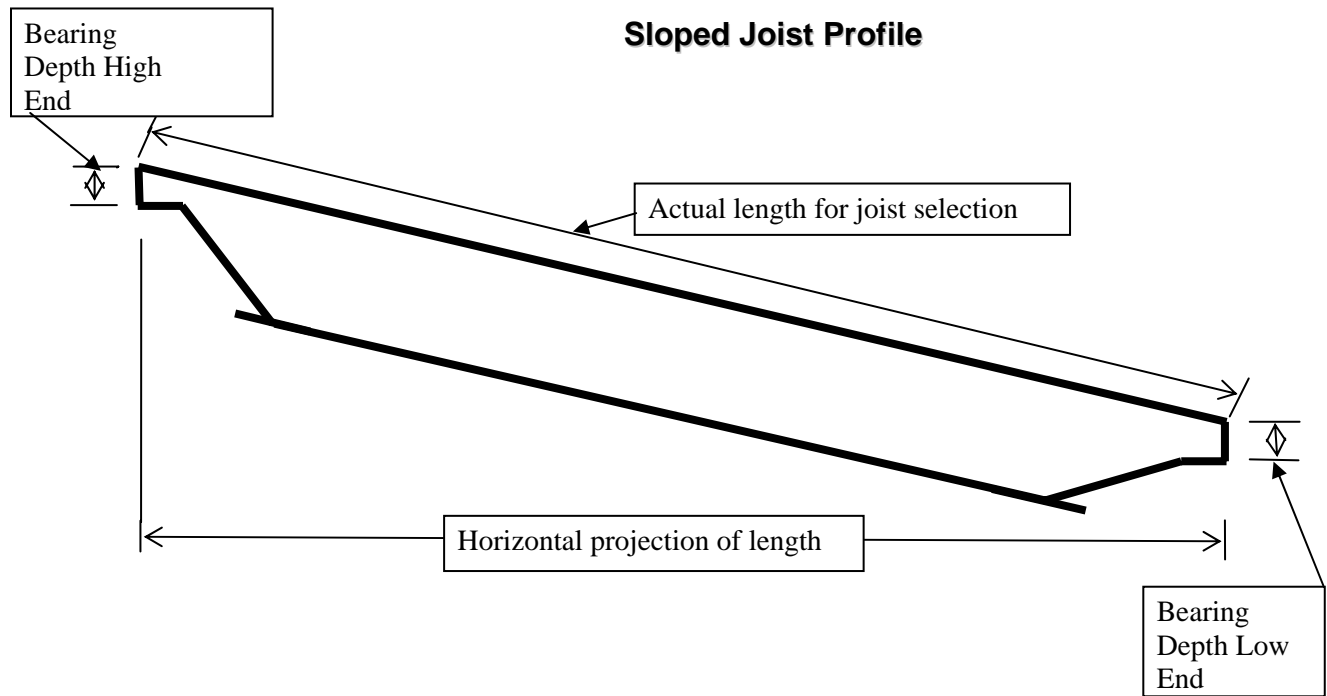 Sloped Joist Profile
Bearing
Depth High
End
Actual length for joist selection
Horizontal projection of length
Bearing
Depth Low
End